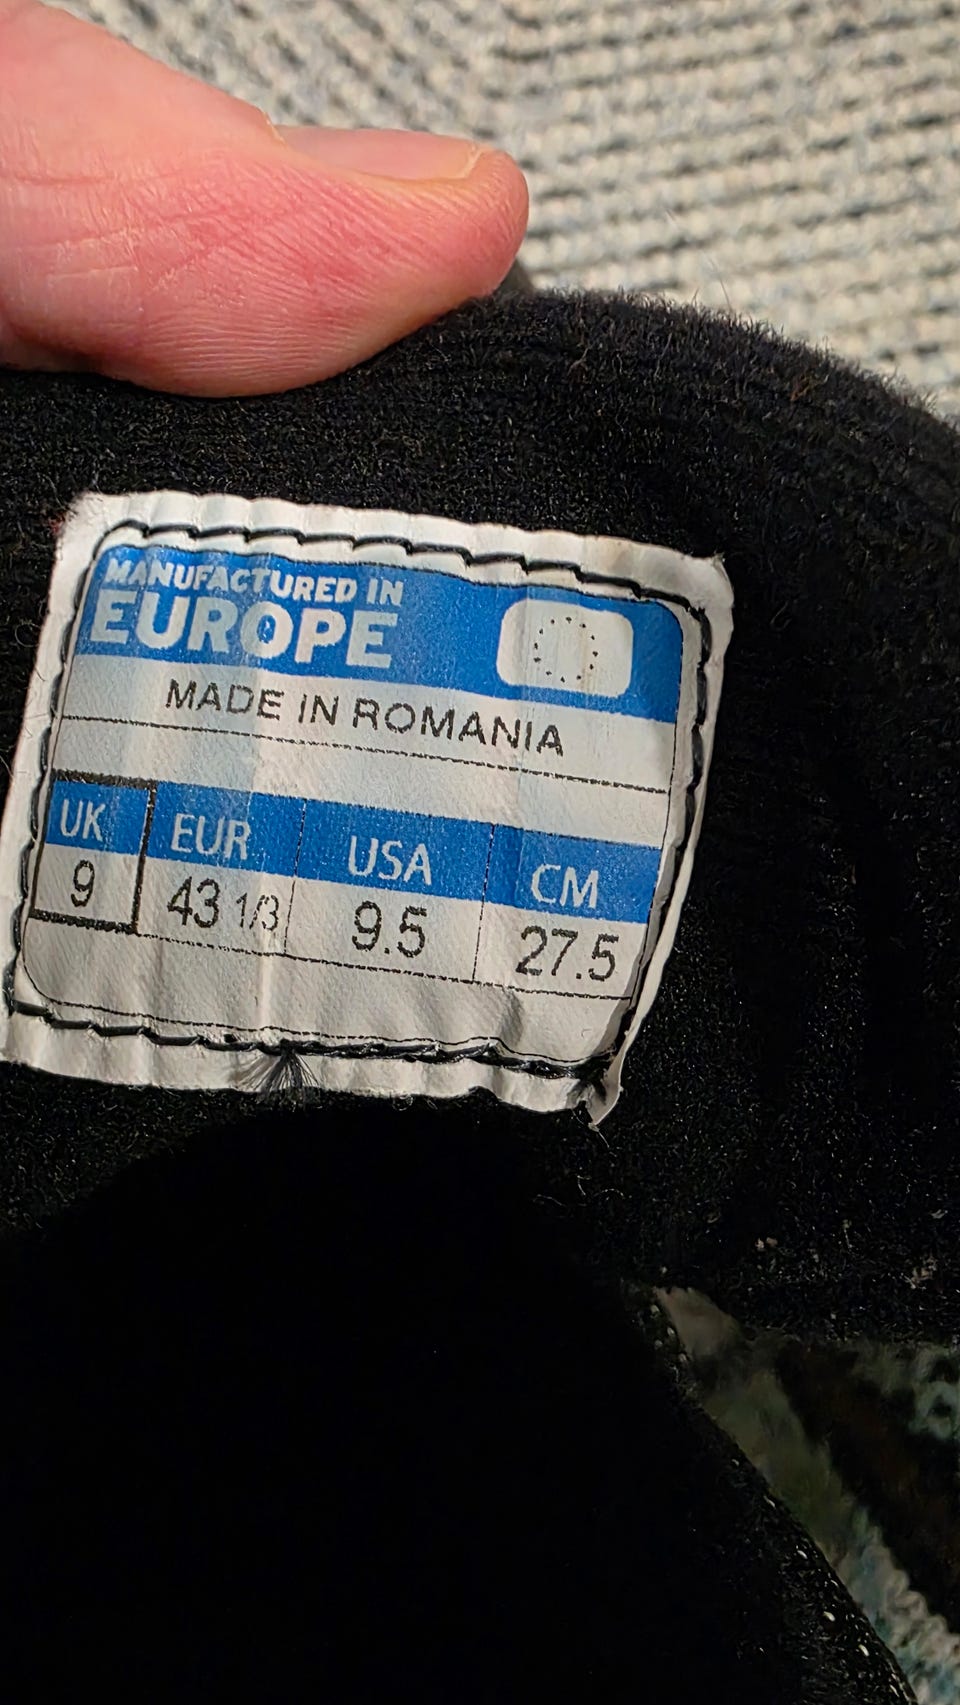 MANUFACTURED IN
EUROPE
MADE IN ROMANIA
UK EUR USA CM
9 43 1/3 9.5 27.5